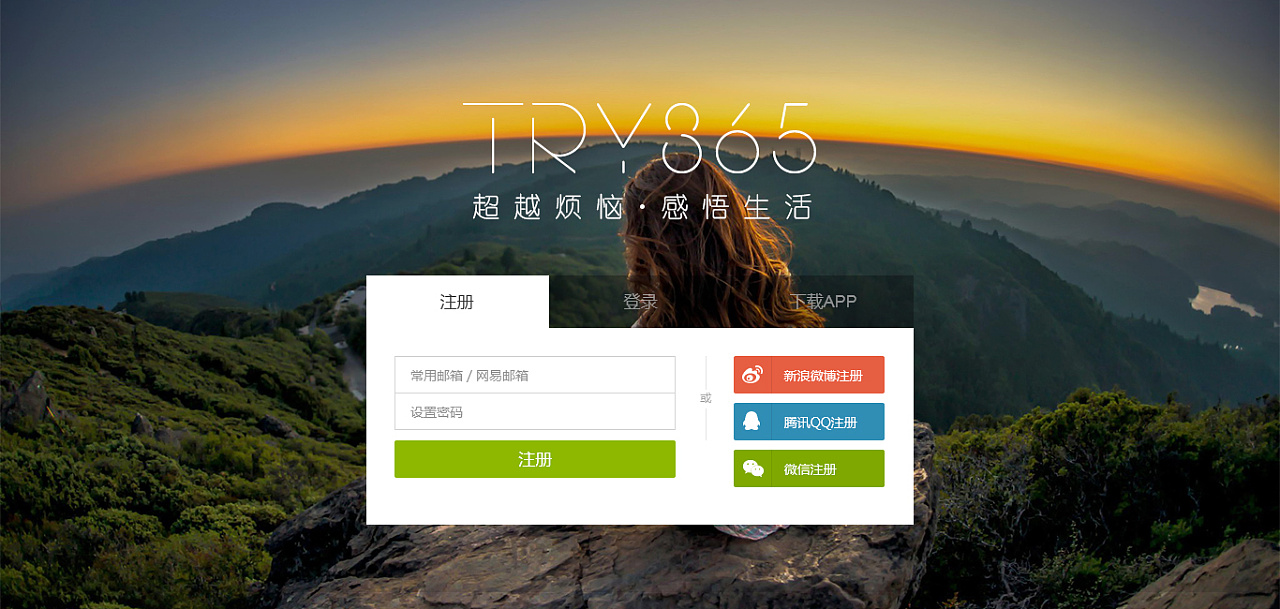 TRY365
超越烦恼·感悟生活
注册
登录
下载APP
常用邮箱 / 网易邮箱
设置密码
注册
或
新浪微博注册
腾讯QQ注册
微信注册